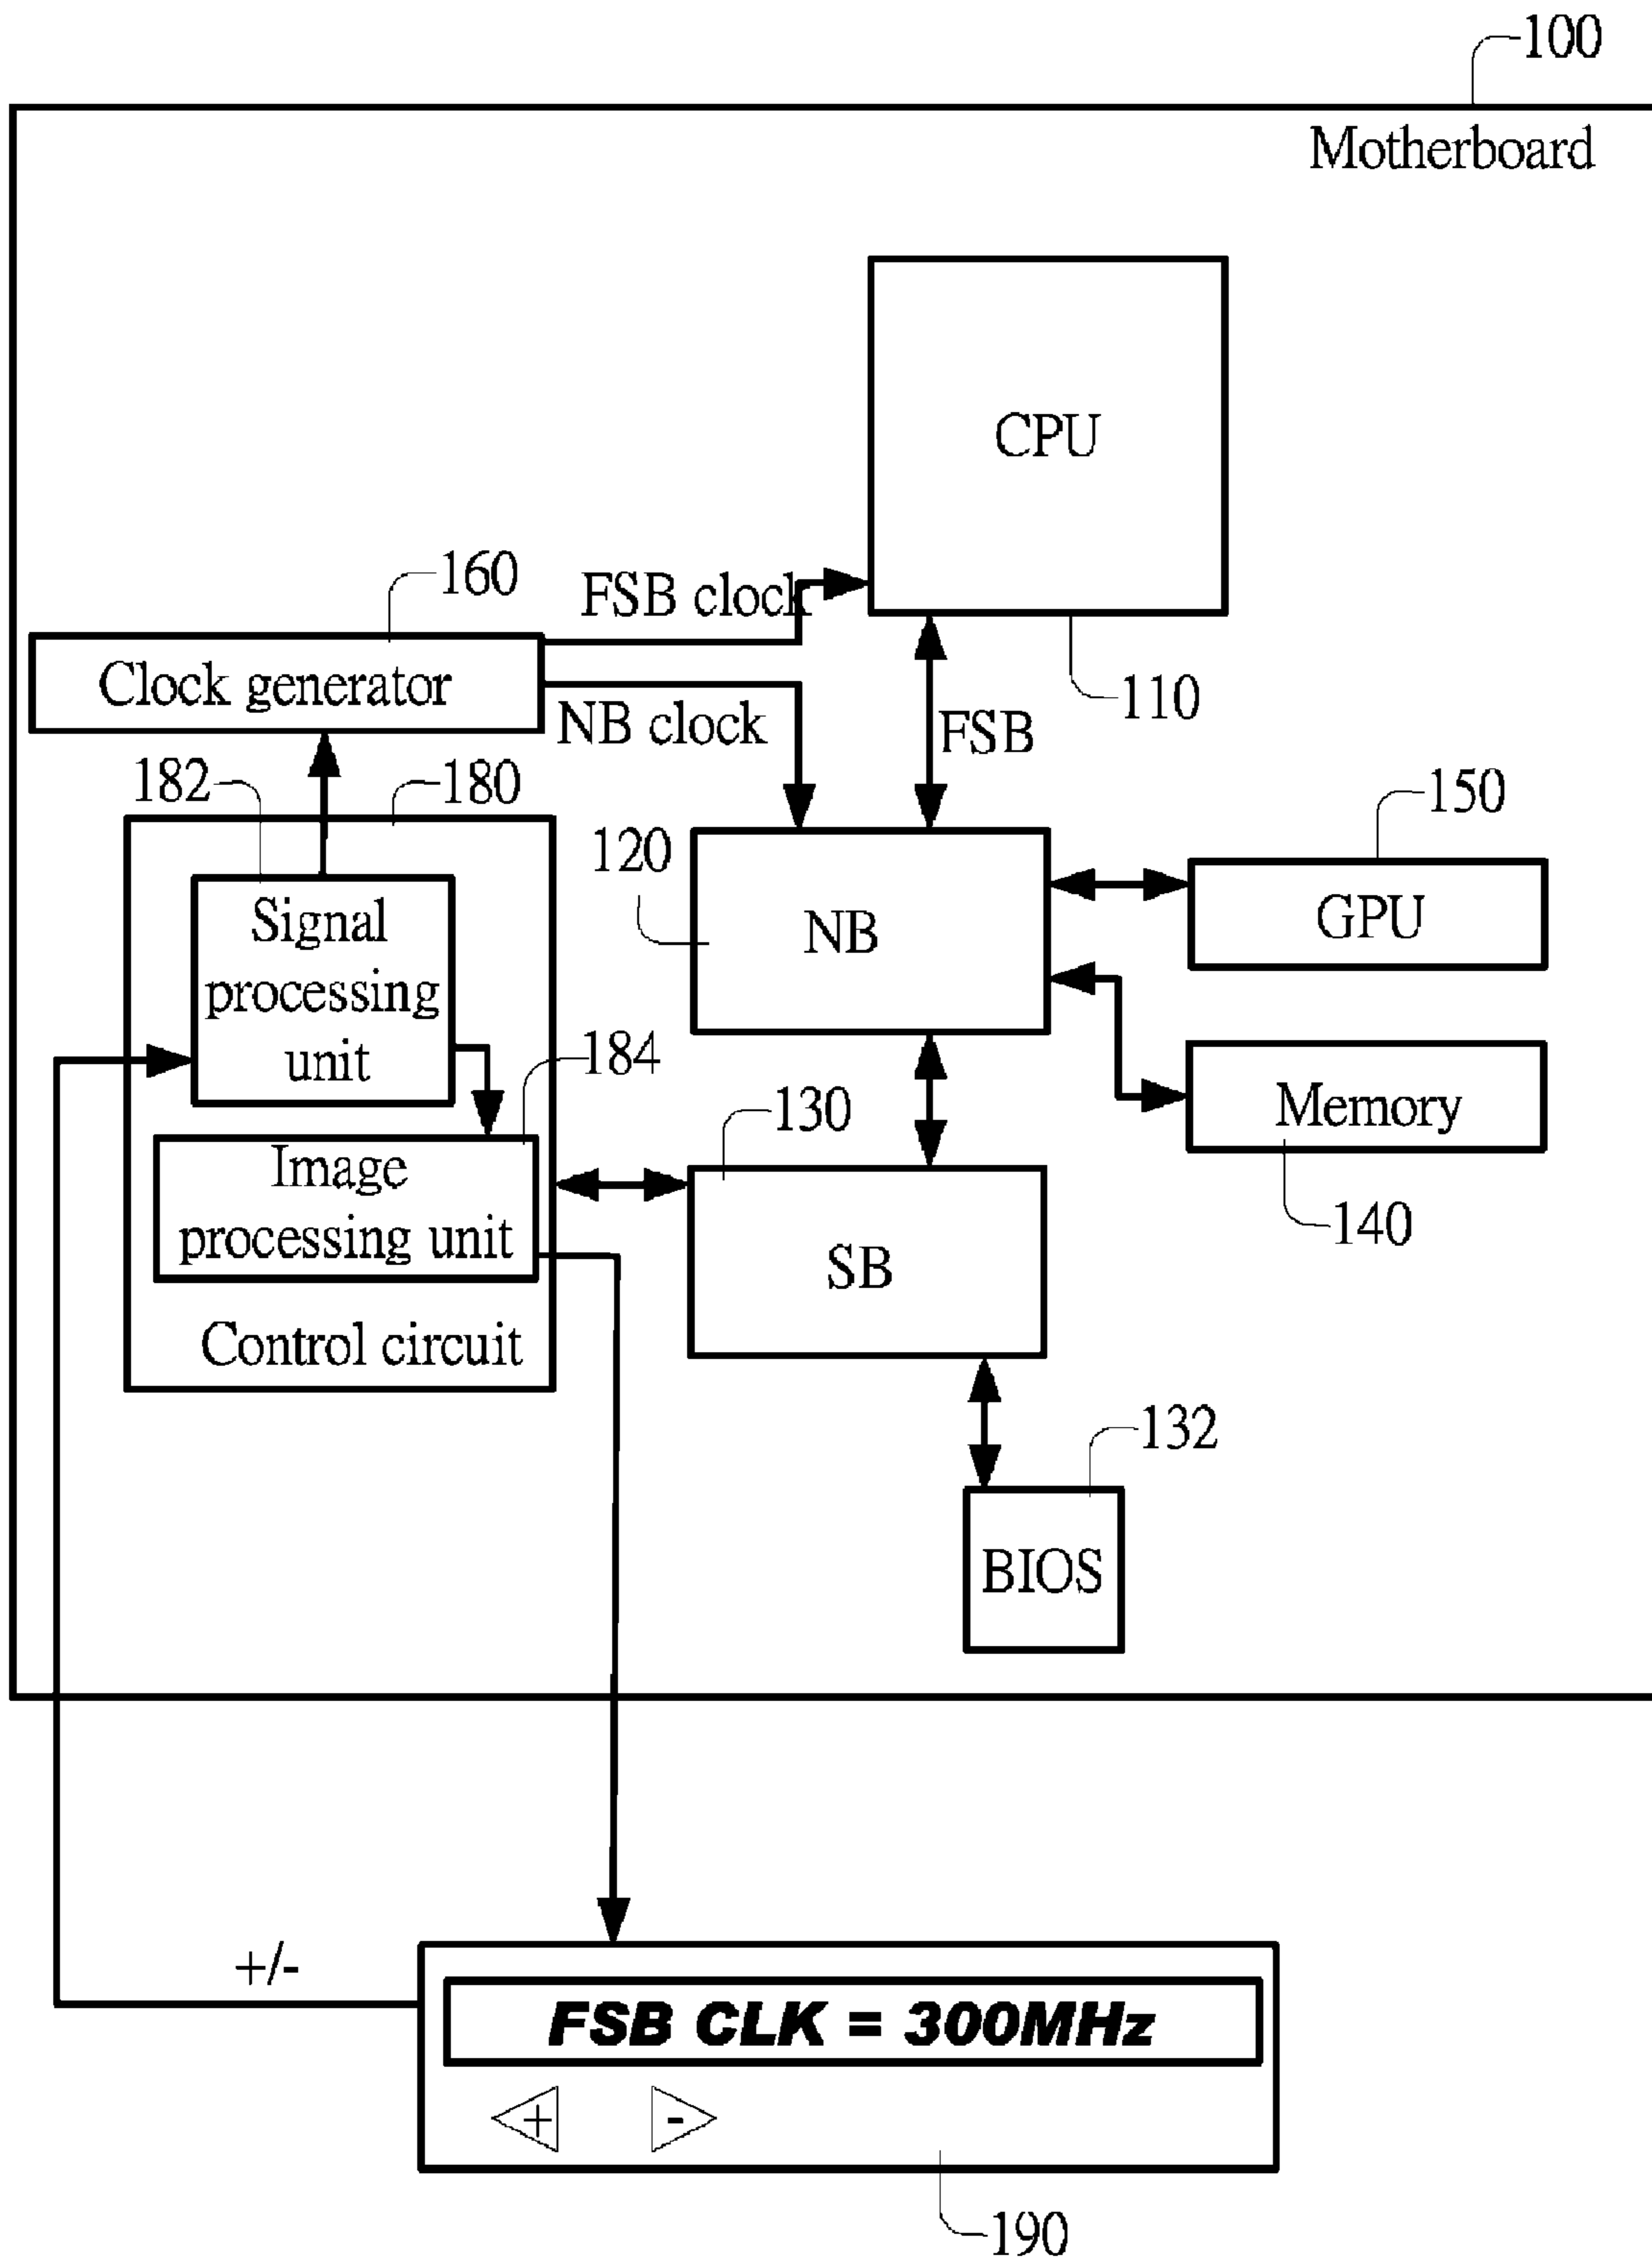 100
Motherboard
CPU
160
FSB clock
Clock generator
110
NB clock
FSB
182
180
150
120
GPU
Signal
processing
unit
NB
184
Memory
130
Image
processing unit
140
SB
Control circuit
132
BIOS
+/-
FSB CLK = 300MHz
+
-
190